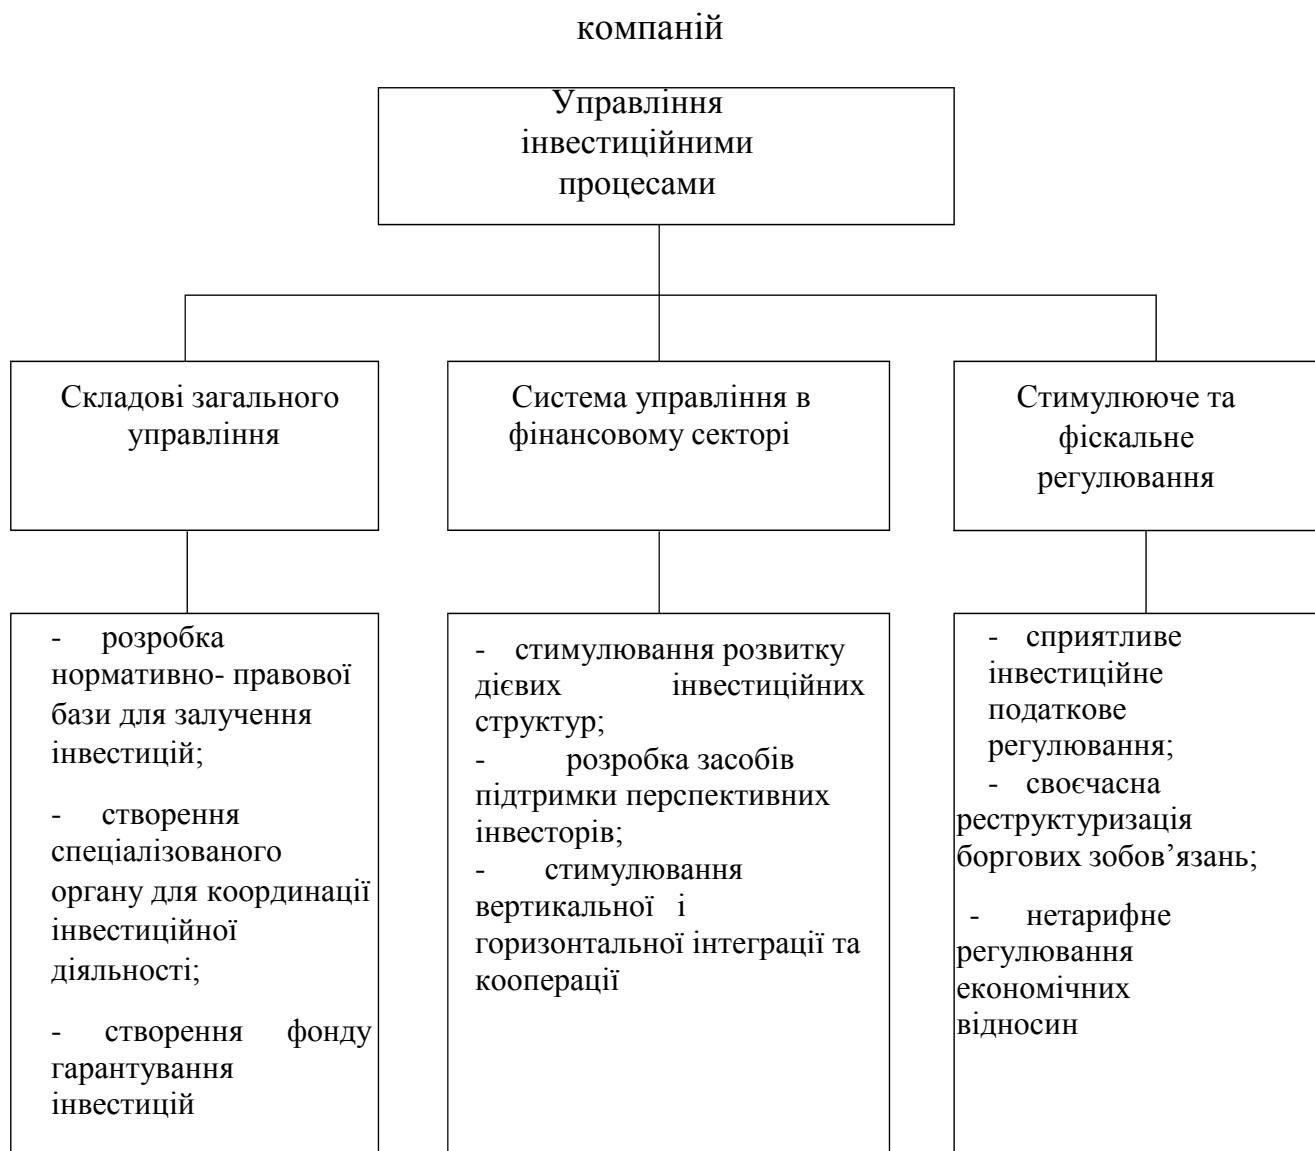 компаній
Управління
інвестиційними
процесами
Складові загального
управління
Система управління в
фінансовому секторі
Стимулююче та
фіскальне
регулювання
- розробка
нормативно- правової
бази для залучення
інвестицій;
- створення
спеціалізованого
органу для координації
інвестиційної
діяльності;
- створення фонду
гарантування
інвестицій
- стимулювання розвитку
дієвих інвестиційних
структур;
- розробка засобів
підтримки перспективних
інвесторів;
- стимулювання
вертикальної і
горизонтальної інтеграції та
кооперації
- сприятливе
інвестиційне
податкове
регулювання;
- своєчасна
реструктуризація
боргових зобов’язань;
- нетарифне
регулювання
економічних
відносин